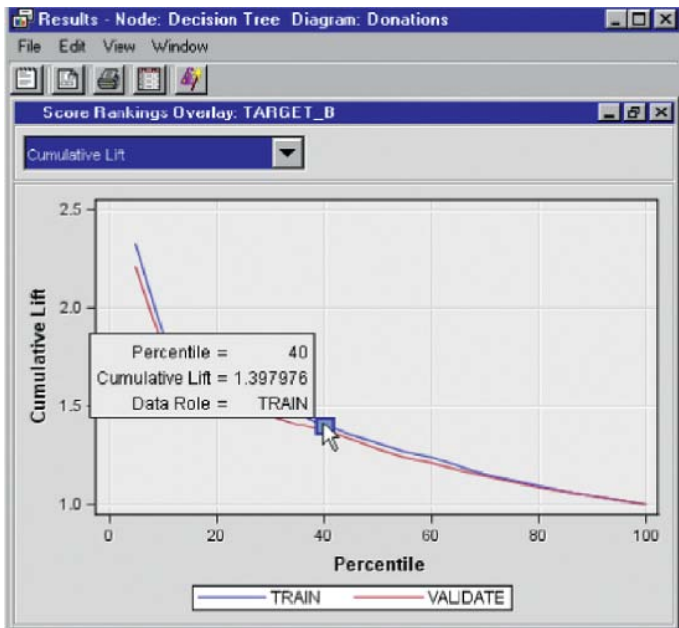 Results - Node: Decision Tree Diagram: Donations
File Edit View Window
Score Rankings Overlay: TARGET_B
Cumulative Lift
Cumulative Lift
2.5
2.0
1.5
1.0
Percentile = 40
Cumulative Lift = 1.397976
Data Role = TRAIN
0 20 40 60 80 100
Percentile
TRAIN VALIDATE